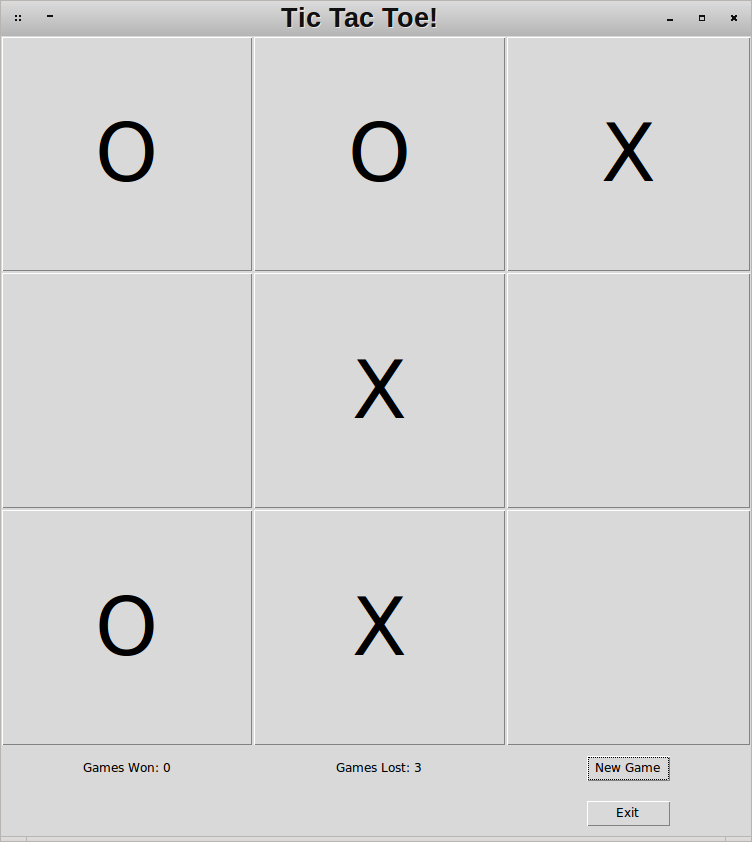 Tic Tac Toe!
O O X
X
O X
Games Won: 0 Games Lost: 3 New Game
Exit